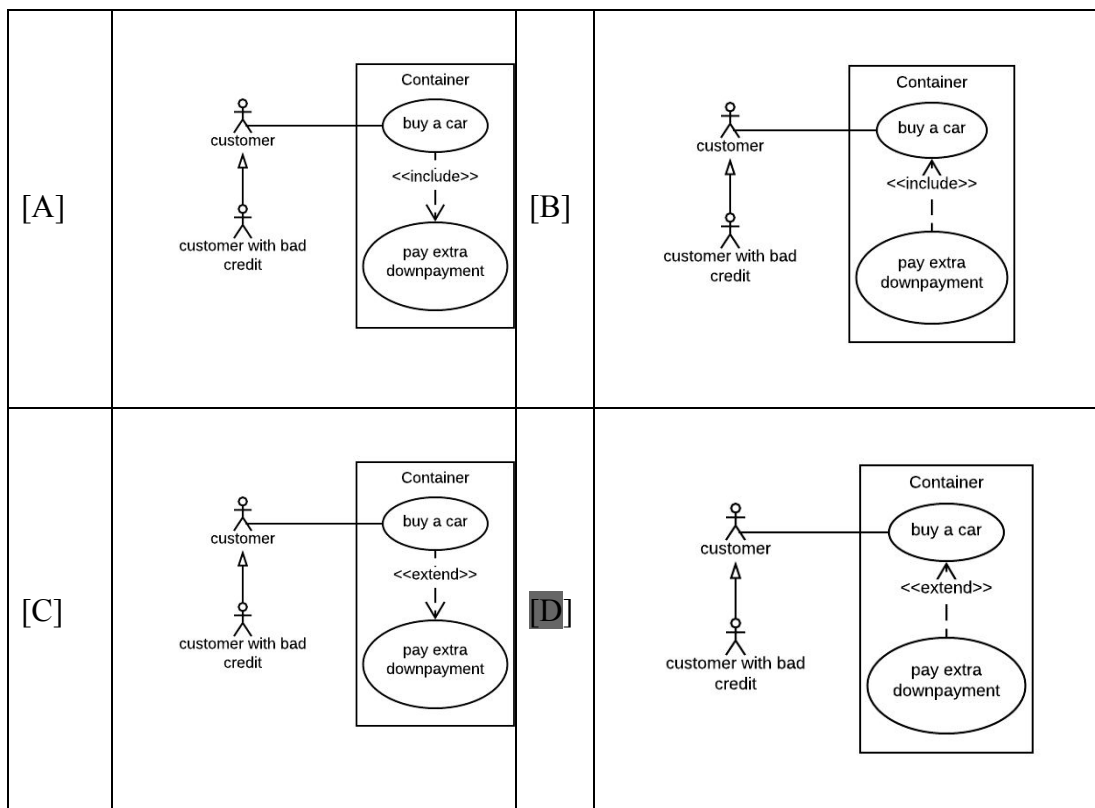 [A]
Container
buy a car
customer
<<include>>
customer with bad
credit
pay extra
downpayment
[B]
Container
buy a car
customer
<<include>>
customer with bad
credit
pay extra
downpayment
[C]
Container
buy a car
customer
<<extend>>
customer with bad
credit
pay extra
downpayment
[D]
Container
buy a car
customer
<<extend>>
customer with bad
credit
pay extra
downpayment